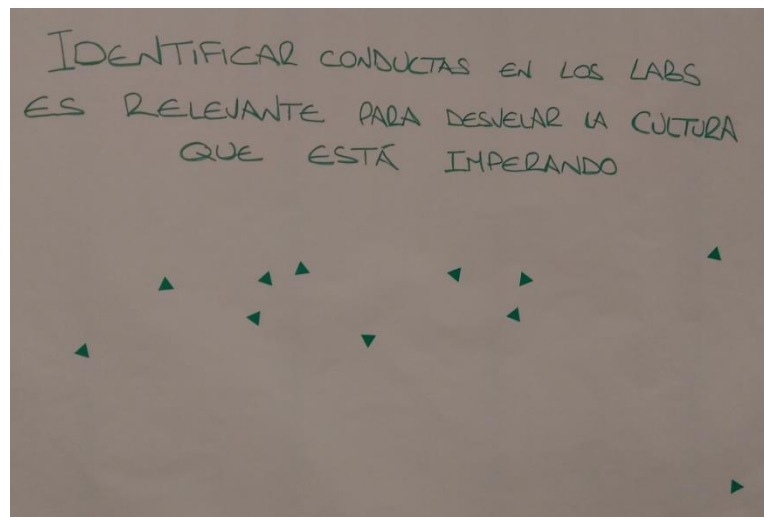 IDENTIFICAR CONDUCTAS EN LOS LABS
ES RELEVANTE PARA DESVELAR LA CULTURA
QUE ESTÁ IMPERANDO